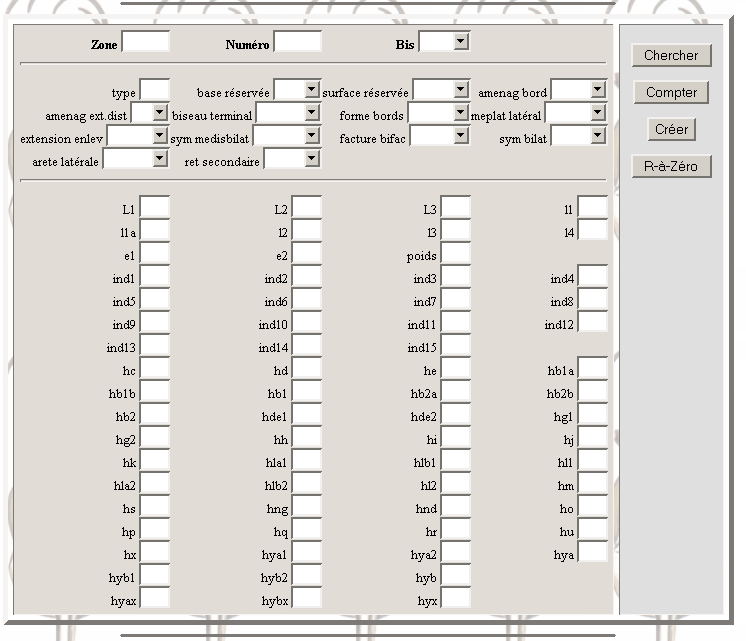 Zone Numéro Bis
Chercher
Compter
Créer
R-à-Zéro
type base réservée surface réservée amenag bord
amenag ext.dist biseau terminal forme bords meplat latéral
extension enlev sym medisbilat facture bifac sym bilat
arete latérale ret secondaire
L1 L2 L3 l1
l1a l2 l3 l4
e1 e2 poids
ind1 ind2 ind3 ind4
ind5 ind6 ind7 ind8
ind9 ind10 ind11 ind12
ind13 ind14 ind15
hc hd he hb1a
hb1b hb1 hb2a hb2b
hb2 hde1 hde2 hg1
hg2 hh hi hj
hk hla1 hlb1 hl1
hla2 hlb2 hl2 hm
hs hng hnd ho
hp hq hr hu
hx hya1 hya2 hya
hyb1 hyb2 hyb
hyax hybx hyx